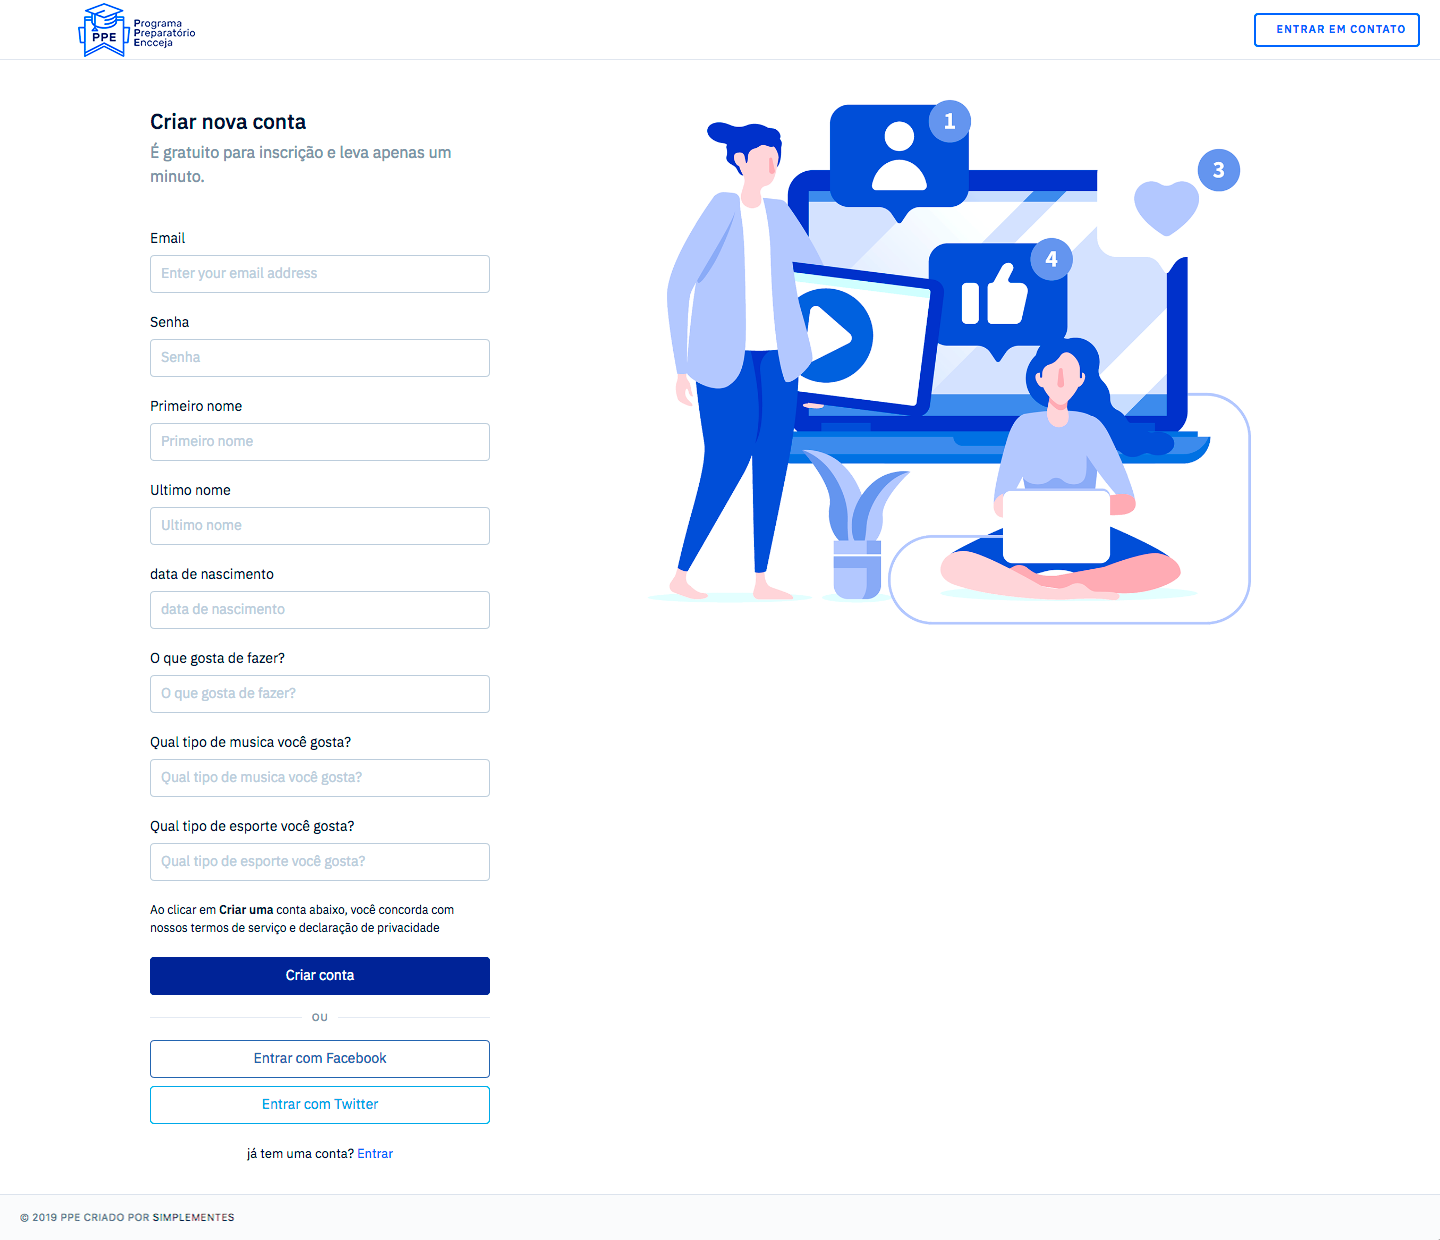 PPE
Programa
Preparatório
Encceja
ENTRAR EM CONTATO
Criar nova conta
É gratuito para inscrição e leva apenas um
minuto.
1
3
4
Email
Enter your email address
Senha
Senha
Primeiro nome
Primeiro nome
Ultimo nome
Ultimo nome
data de nascimento
data de nascimento
O que gosta de fazer?
O que gosta de fazer?
Qual tipo de musica você gosta?
Qual tipo de musica você gosta?
Qual tipo de esporte você gosta?
Qual tipo de esporte você gosta?
Ao clicar em Criar uma conta abaixo, você concorda com
nossos termos de serviço e declaração de privacidade
Criar conta
OU
Entrar com Facebook
Entrar com Twitter
já tem uma conta? Entrar
© 2019 PPE CRIADO POR SIMPLEMENTES